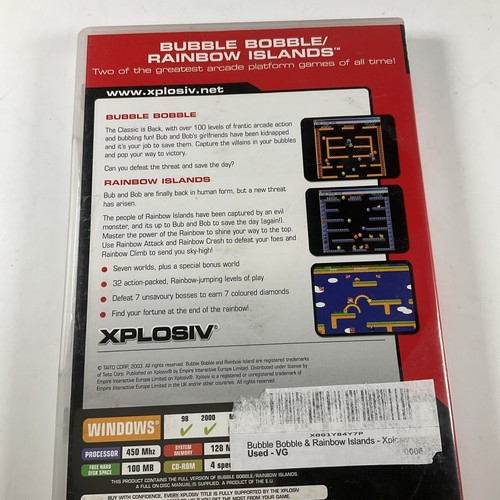 BUBBLE BOBBLE/
RAINBOW ISLANDS™
Two of the greatest arcade platform games of all time!
www.xplosiv.net
BUBBLE BOBBLE
The Classic is Back, with over 100 levels of frantic arcade action
and bubbling fun! Bub and Bob's girlfriends have been kidnapped
and it's your job to save them. Capture the villains in your bubbles
and pop your way to victory.
Can you defeat the threat and save the day?
RAINBOW ISLANDS
Bub and Bob are finally back in human form, but a new threat
has arisen.
The people of Rainbow Islands have been captured by an evil
monster, and its up to Bub and Bob to save the day (again!).
Master the power of the Rainbow to shine your way to the top.
Use Rainbow Attack and Rainbow Crash to defeat your foes and
Rainbow Climb to send you sky-high!
• Seven worlds, plus a special bonus world
• 32 action-packed, Rainbow-jumping levels of play
• Defeat 7 unsavoury bosses to earn 7 coloured diamonds
• Find your fortune at the end of the rainbow!
XPLOSIV
© TAITO CORP, 2003. All rights reserved. Bubble Bobble and Rainbow Island are registered trademarks
of Taito Corp. Published on Xplosiv® by Empire Interactive Europe Limited. Distributed under license by
Empire Interactive Europe Limited on Xplosiv®. Xplosiv is a registered or unregistered trademark of
Empire Interactive Europe Limited in the UK and/or other countries. All rights reserved.
WINDOWS® 98 2000
PROCESSOR 450 Mhz SYSTEM MEMORY 128
FREE HARD DISK SPACE 100 MB CD-ROM 4
X001Y84Y7P
Bubble Bobble & Rainbow Islands -
Used - VG
THIS PRODUCT CONTAINS THE FULL VERSION OF BUBBLE BOBBLE/RAINBOW ISLANDS.
A FULL ON-DISC MANUAL IS SUPPLIED. A PRODUCT OF THE E.U
BUY WITH CONFIDENCE, EVERY XPLOSIV TITLE IS FULLY SUPPORTED BY THE XPLOSIV